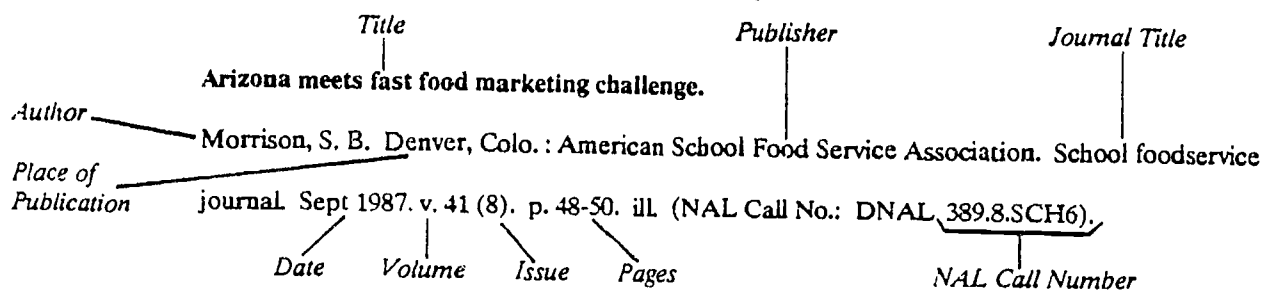 Title
Publisher
Journal Title
Arizona meets fast food marketing challenge.
Author
Morrison, S. B. Denver, Colo. : American School Food Service Association. School foodservice
Place of
Publication
journal. Sept 1987. v. 41 (8). p. 48-50. ill. (NAL Call No.: DNAL 389.8.SCH6).
Date
Volume
Issue
Pages
NAL Call Number